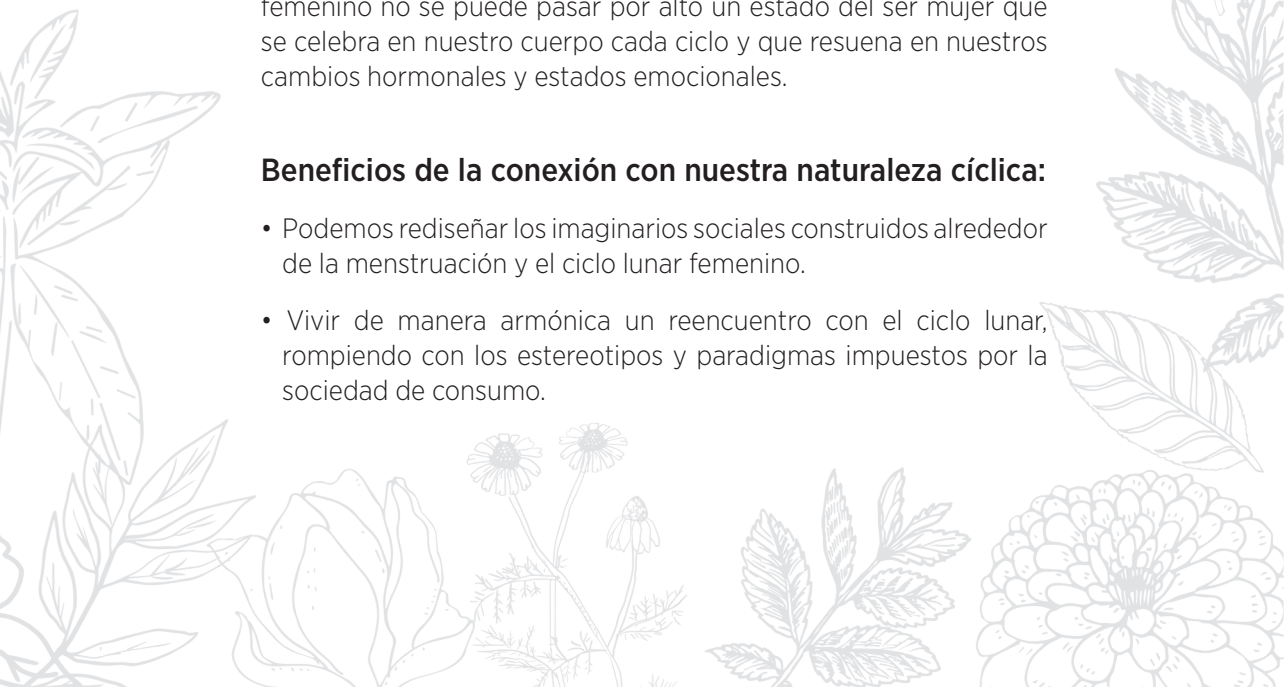 femenino no se puede pasar por alto un estado del ser mujer que
se celebra en nuestro cuerpo cada ciclo y que resuena en nuestros
cambios hormonales y estados emocionales.
Beneficios de la conexión con nuestra naturaleza cíclica:
• Podemos rediseñar los imaginarios sociales construidos alrededor
de la menstruación y el ciclo lunar femenino.
• Vivir de manera armónica un reencuentro con el ciclo lunar,
rompiendo con los estereotipos y paradigmas impuestos por la
sociedad de consumo.